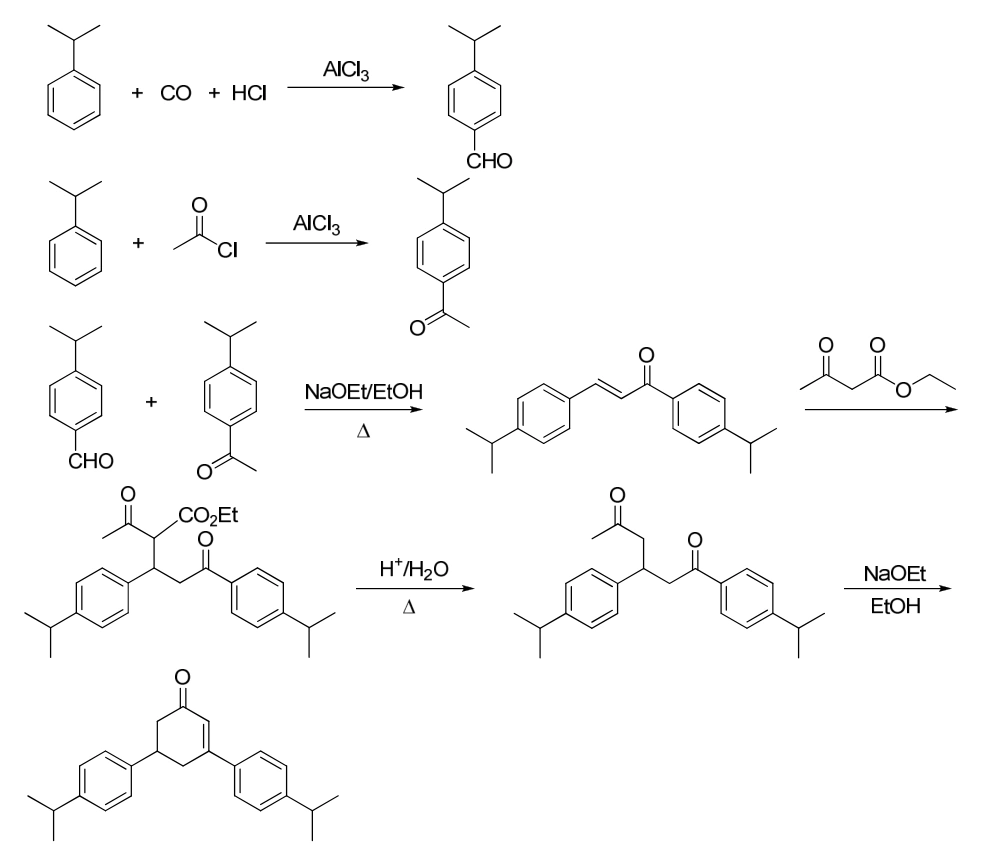 + CO + HCl AlCl₃
CHO
+ O Cl AlCl₃
O
+ NaOEt/EtOH O O O
Δ O
CHO O
O CO₂Et O
O O
H⁺/H₂O NaOEt
Δ EtOH
O